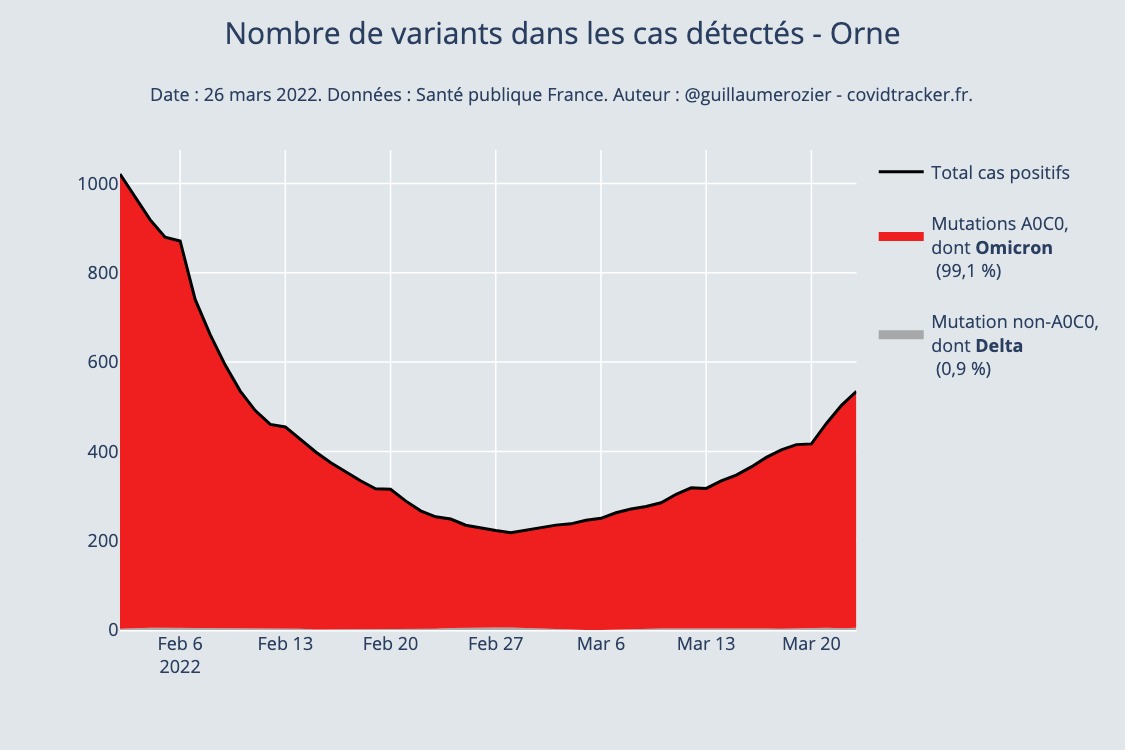 Nombre de variants dans les cas détectés - Orne
Date : 26 mars 2022. Données : Santé publique France. Auteur : @guillaumerozier - covidtracker.fr.
1000
800
600
400
200
0
Feb 6
2022
Feb 13
Feb 20
Feb 27
Mar 6
Mar 13
Mar 20
Total cas positifs
Mutations A0C0,
dont Omicron
(99,1 %)
Mutation non-A0C0,
dont Delta
(0,9 %)